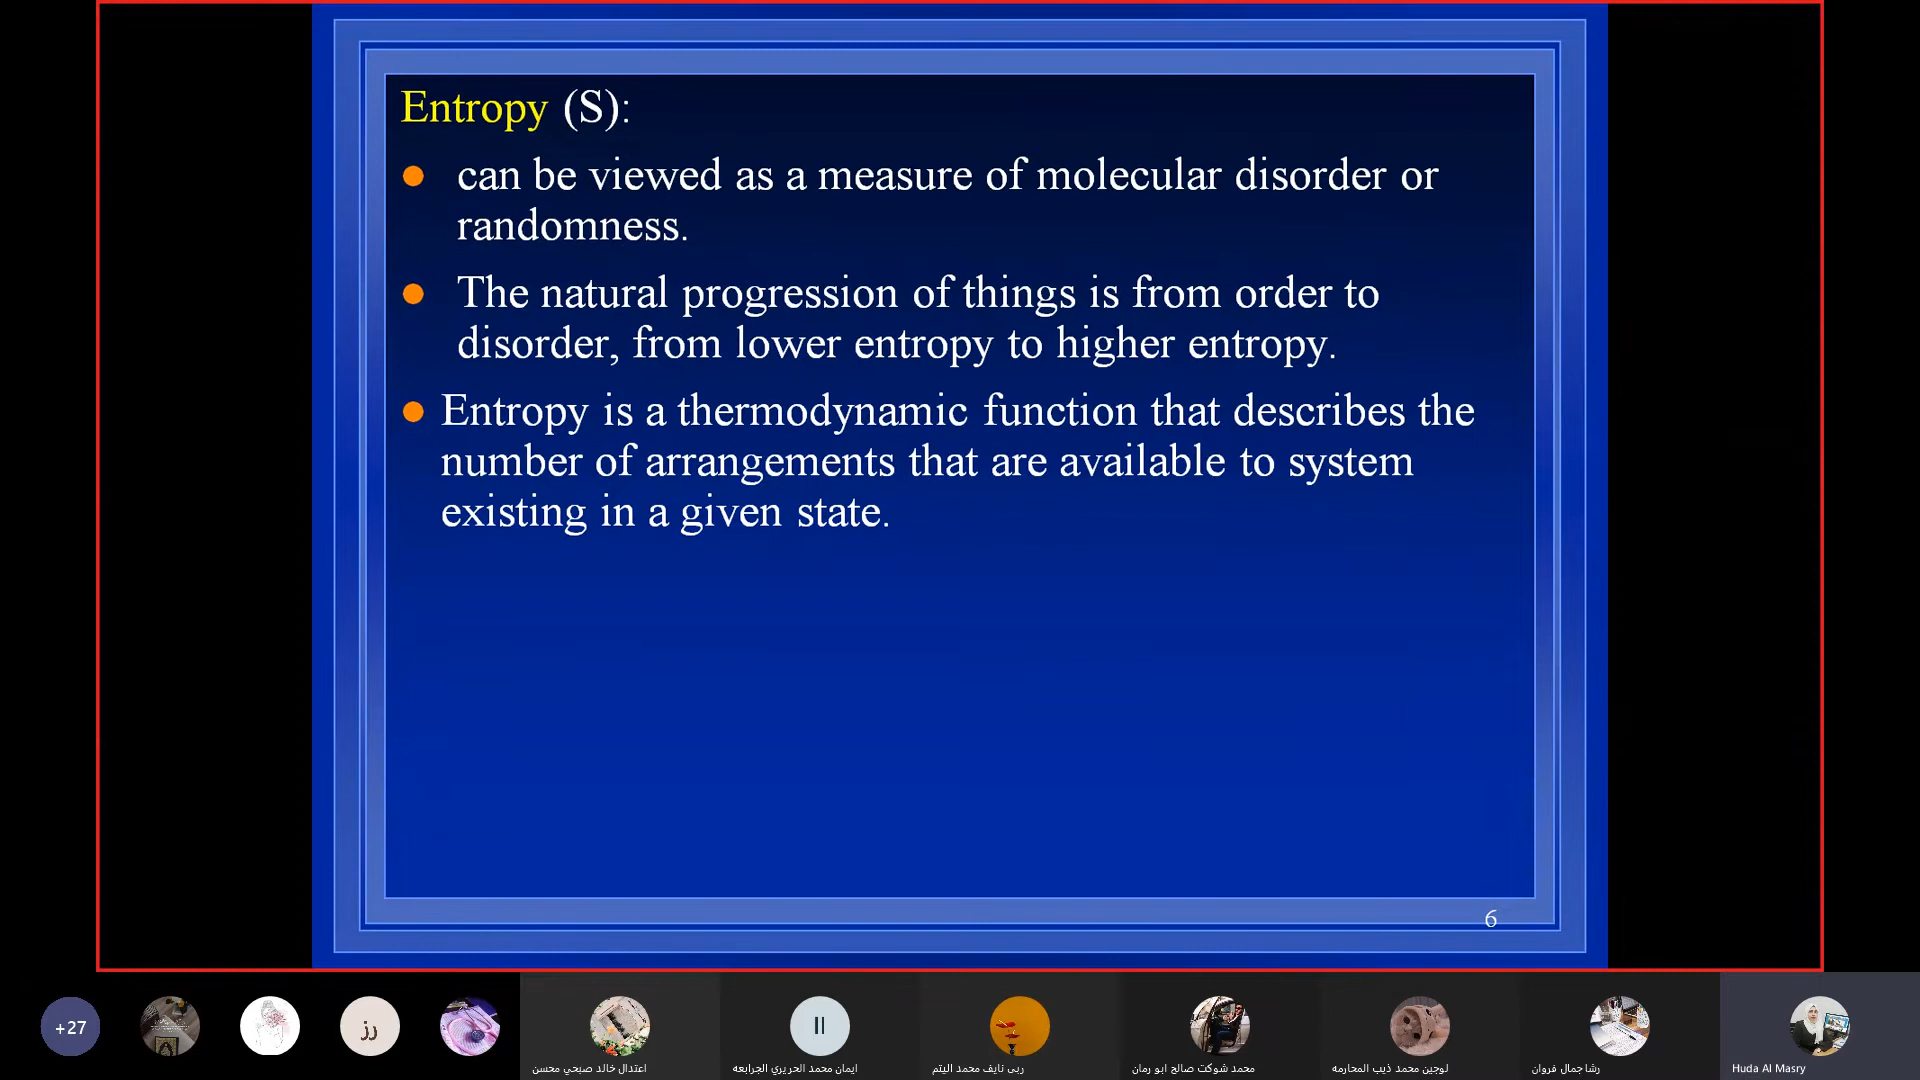 Entropy (S):
can be viewed as a measure of molecular disorder or
randomness.
The natural progression of things is from order to
disorder, from lower entropy to higher entropy.
Entropy is a thermodynamic function that describes the
number of arrangements that are available to system
existing in a given state.
6
+27
رز
اا
اعتدال خالد صبحي محسن
ايمان محمد الحريري الجرابعه
ربى نايف محمد اليتم
محمد شوكت صالح ابو رمان
لوجين محمد ذيب المحارمه
رشا جمال فروان
Huda Al Masry